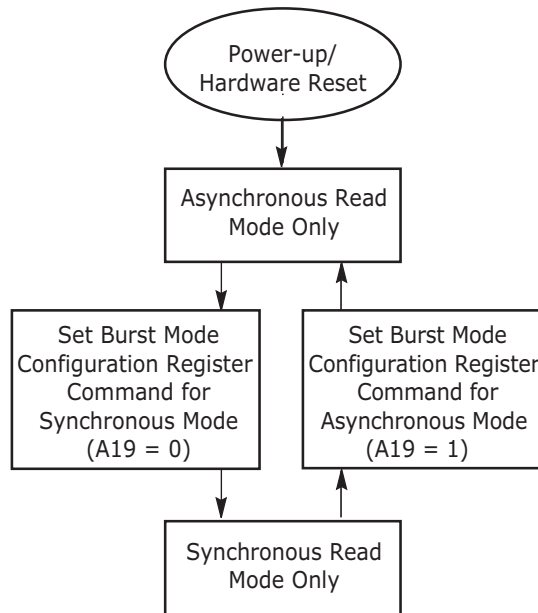 Power-up/
Hardware Reset
Asynchronous Read
Mode Only
Set Burst Mode
Configuration Register
Command for
Synchronous Mode
(A19 = 0)
Set Burst Mode
Configuration Register
Command for
Asynchronous Mode
(A19 = 1)
Synchronous Read
Mode Only